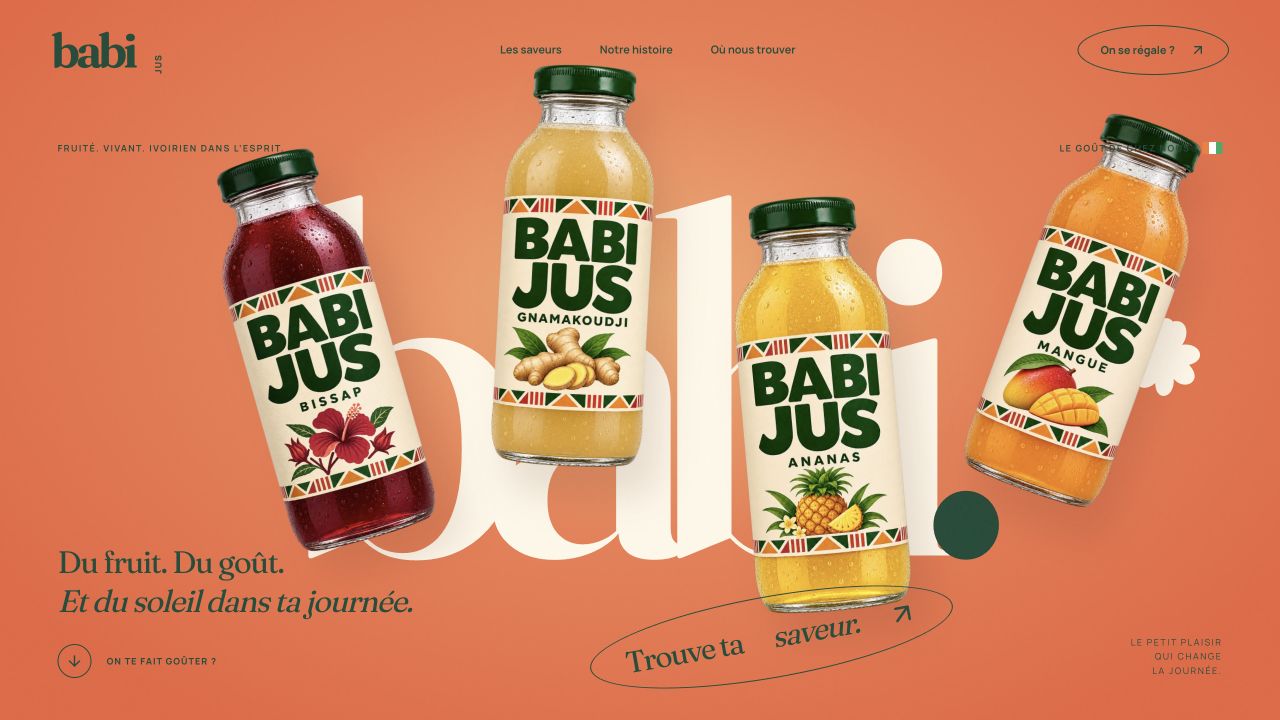 babi
JUS
Les saveurs
Notre histoire
Où nous trouver
On se régale ?
FRUITÉ. VIVANT. IVOIRIEN DANS L'ESPRIT.
LE GOÛT DE CHEZ NOUS
babi.
BABI
JUS
BISSAP
BABI
JUS
GNAMAKOUDJI
BABI
JUS
ANANAS
BABI
JUS
MANGUE
Du fruit. Du goût.
Et du soleil dans ta journée.
ON TE FAIT GOÛTER ?
Trouve ta saveur.
LE PETIT PLAISIR
QUI CHANGE
LA JOURNÉE.